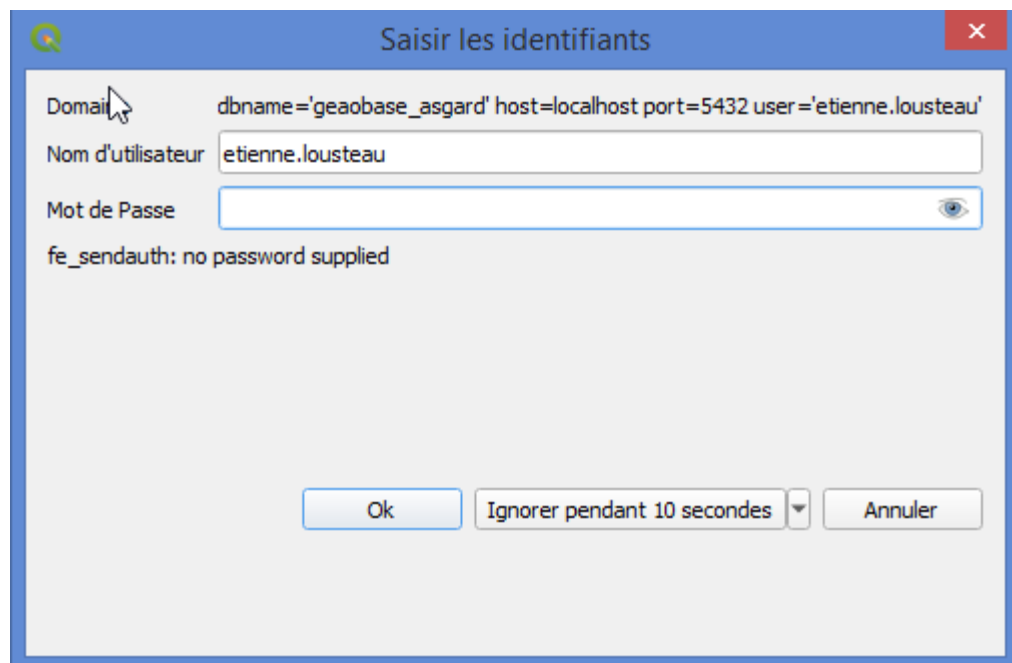 Saisir les identifiants
Domaine dbname='geaobase_asgard' host=localhost port=5432 user='etienne.lousteau'
Nom d'utilisateur etienne.lousteau
Mot de Passe
fe_sendauth: no password supplied
Ok Ignorer pendant 10 secondes Annuler